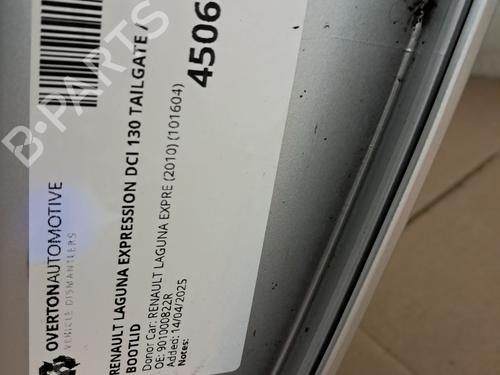 OVERTONAUTOMOTIVE
VEHICLE DISMANTLERS
RENAULT LAGUNA EXPRESSION DCI 130 TAILGATE /
BOOTLID
Donor Car: RENAULT LAGUNA EXPRE (2010) (101604)
OE: 901000822R
Added: 14/04/2025
Notes:
4506
B-PARTS